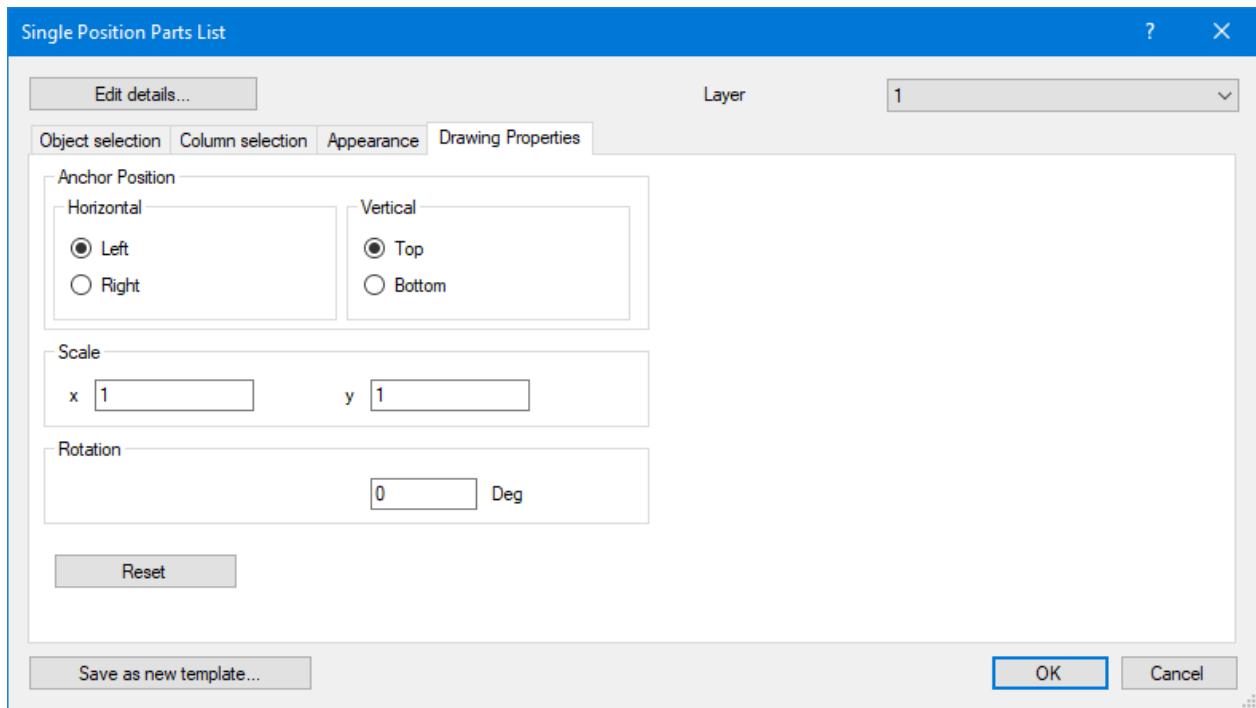 Single Position Parts List
?
Edit details...
Layer
1
Object selection Column selection Appearance Drawing Properties
Anchor Position
Horizontal Vertical
Left Top
Right Bottom
Scale
x 1 y 1
Rotation
0 Deg
Reset
Save as new template...
OK Cancel